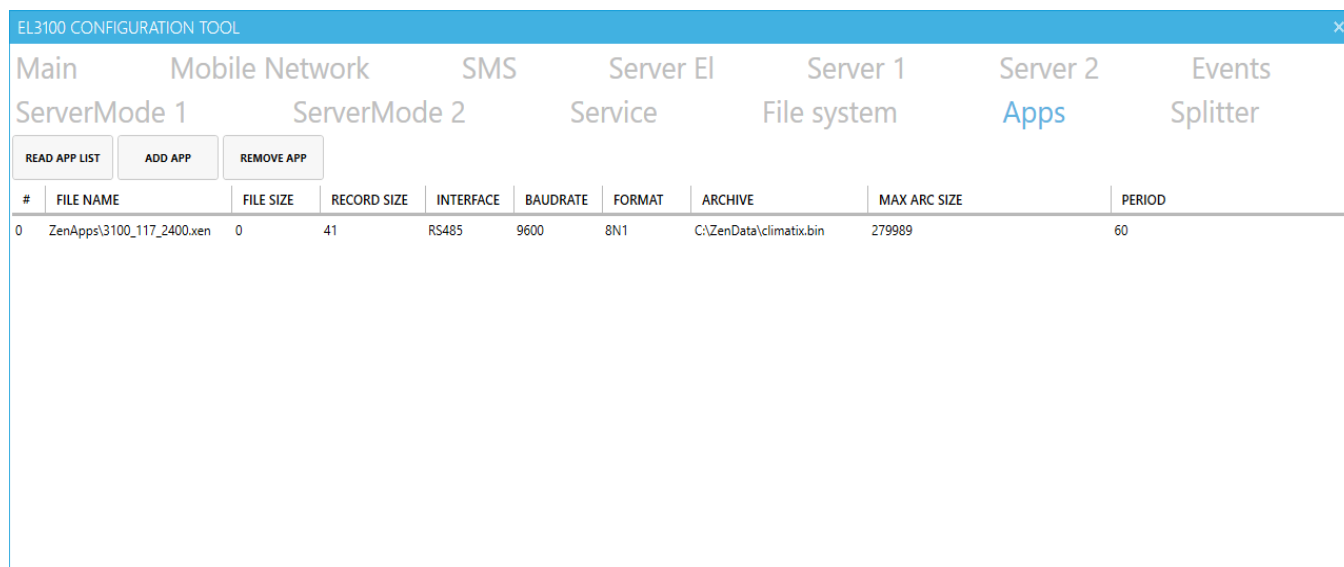 EL3100 CONFIGURATION TOOL ×
Main Mobile Network SMS Server El Server 1 Server 2 Events
ServerMode 1 ServerMode 2 Service File system Apps Splitter
READ APP LIST ADD APP REMOVE APP
# FILE NAME FILE SIZE RECORD SIZE INTERFACE BAUDRATE FORMAT ARCHIVE MAX ARC SIZE PERIOD
0 ZenApps\3100_117_2400.xen 0 41 RS485 9600 8N1 C:\ZenData\climatix.bin 279989 60